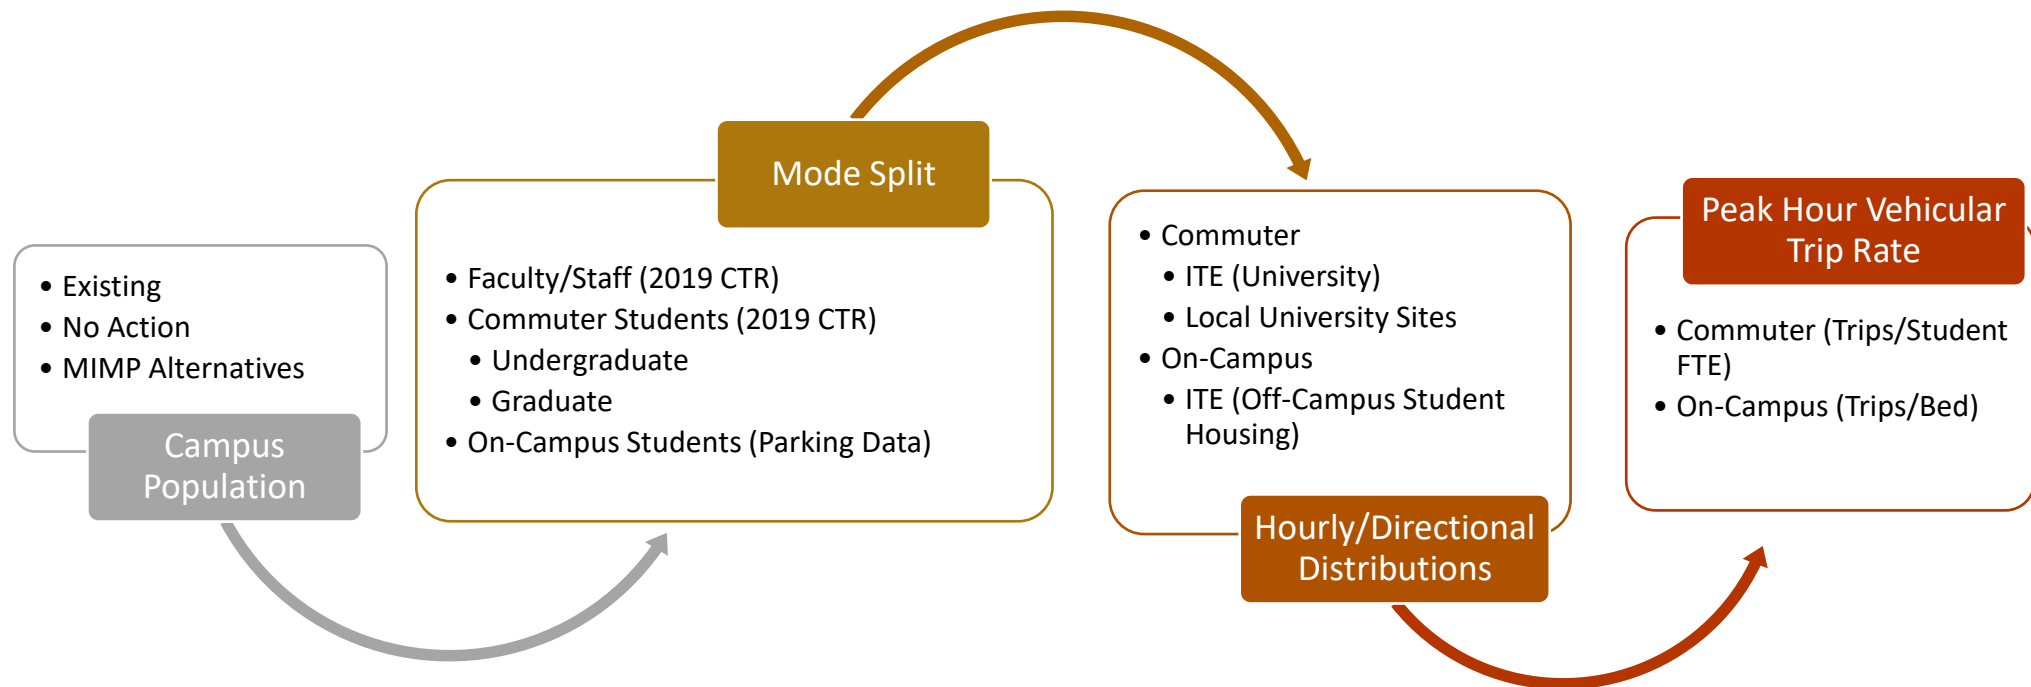 • Existing
• No Action
• MIMP Alternatives
Campus
Population
Mode Split
• Faculty/Staff (2019 CTR)
• Commuter Students (2019 CTR)
• Undergraduate
• Graduate
• On-Campus Students (Parking Data)
• Commuter
• ITE (University)
• Local University Sites
• On-Campus
• ITE (Off-Campus Student
Housing)
Hourly/Directional
Distributions
Peak Hour Vehicular
Trip Rate
• Commuter (Trips/Student
FTE)
• On-Campus (Trips/Bed)